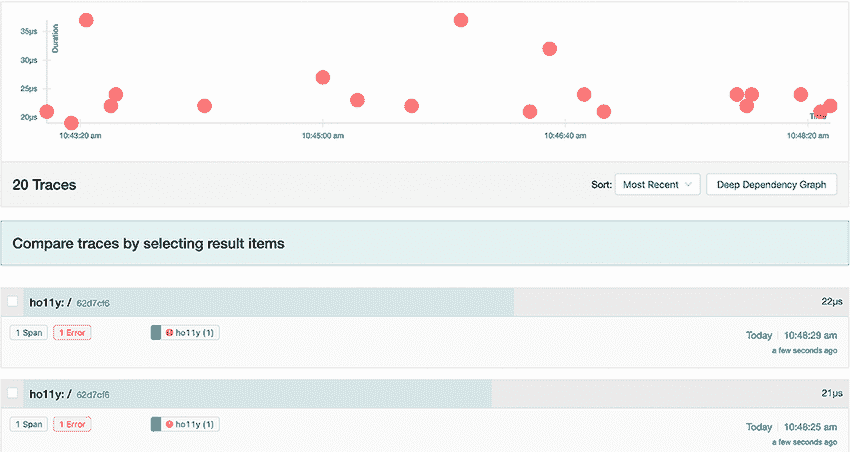 35μs
30μs
25μs
20μs
Duration
10:43:20 am
10:45:00 am
10:46:40 am
10:48:20 am
Time
20 Traces
Sort: Most Recent
Deep Dependency Graph
Compare traces by selecting result items
ho11y: / 62d7cf6
22μs
1 Span 1 Error ho11y (1)
Today 10:48:29 am
a few seconds ago
ho11y: / 62d7cf6
21μs
1 Span 1 Error ho11y (1)
Today 10:48:25 am
a few seconds ago